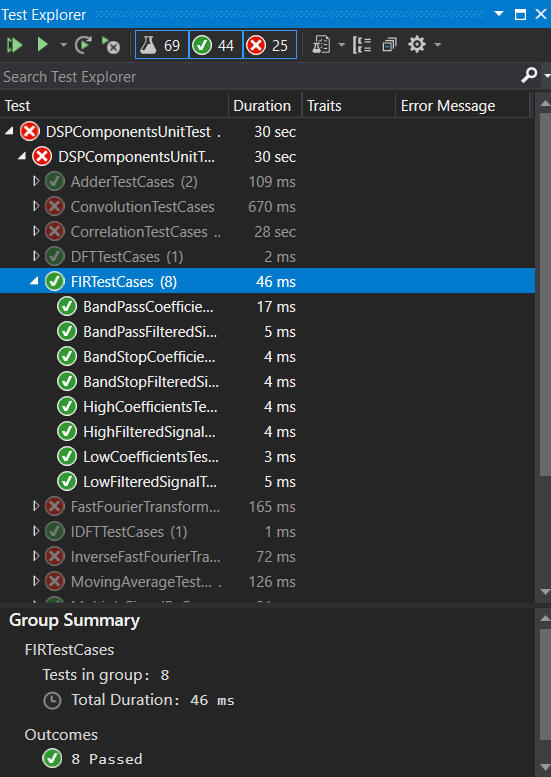 Test Explorer
69 44 25
Search Test Explorer
Test Duration Traits Error Message
DSPComponentsUnitTest . 30 sec
DSPComponentsUnitT... 30 sec
AdderTestCases (2) 109 ms
ConvolutionTestCases 670 ms
CorrelationTestCases .. 28 sec
DFTTestCases (1) 2 ms
FIRTestCases (8) 46 ms
BandPassCoefficie... 17 ms
BandPassFilteredSi... 5 ms
BandStopCoefficie... 4 ms
BandStopFilteredSi... 4 ms
HighCoefficientsTe... 4 ms
HighFilteredSignal... 4 ms
LowCoefficientsTes... 3 ms
LowFilteredSignalT... 5 ms
FastFourierTransform... 165 ms
IDFTTestCases (1) 1 ms
InverseFastFourierTra... 72 ms
MovingAverageTest... . 126 ms
Group Summary
FIRTestCases
Tests in group: 8
Total Duration: 46 ms
Outcomes
8 Passed